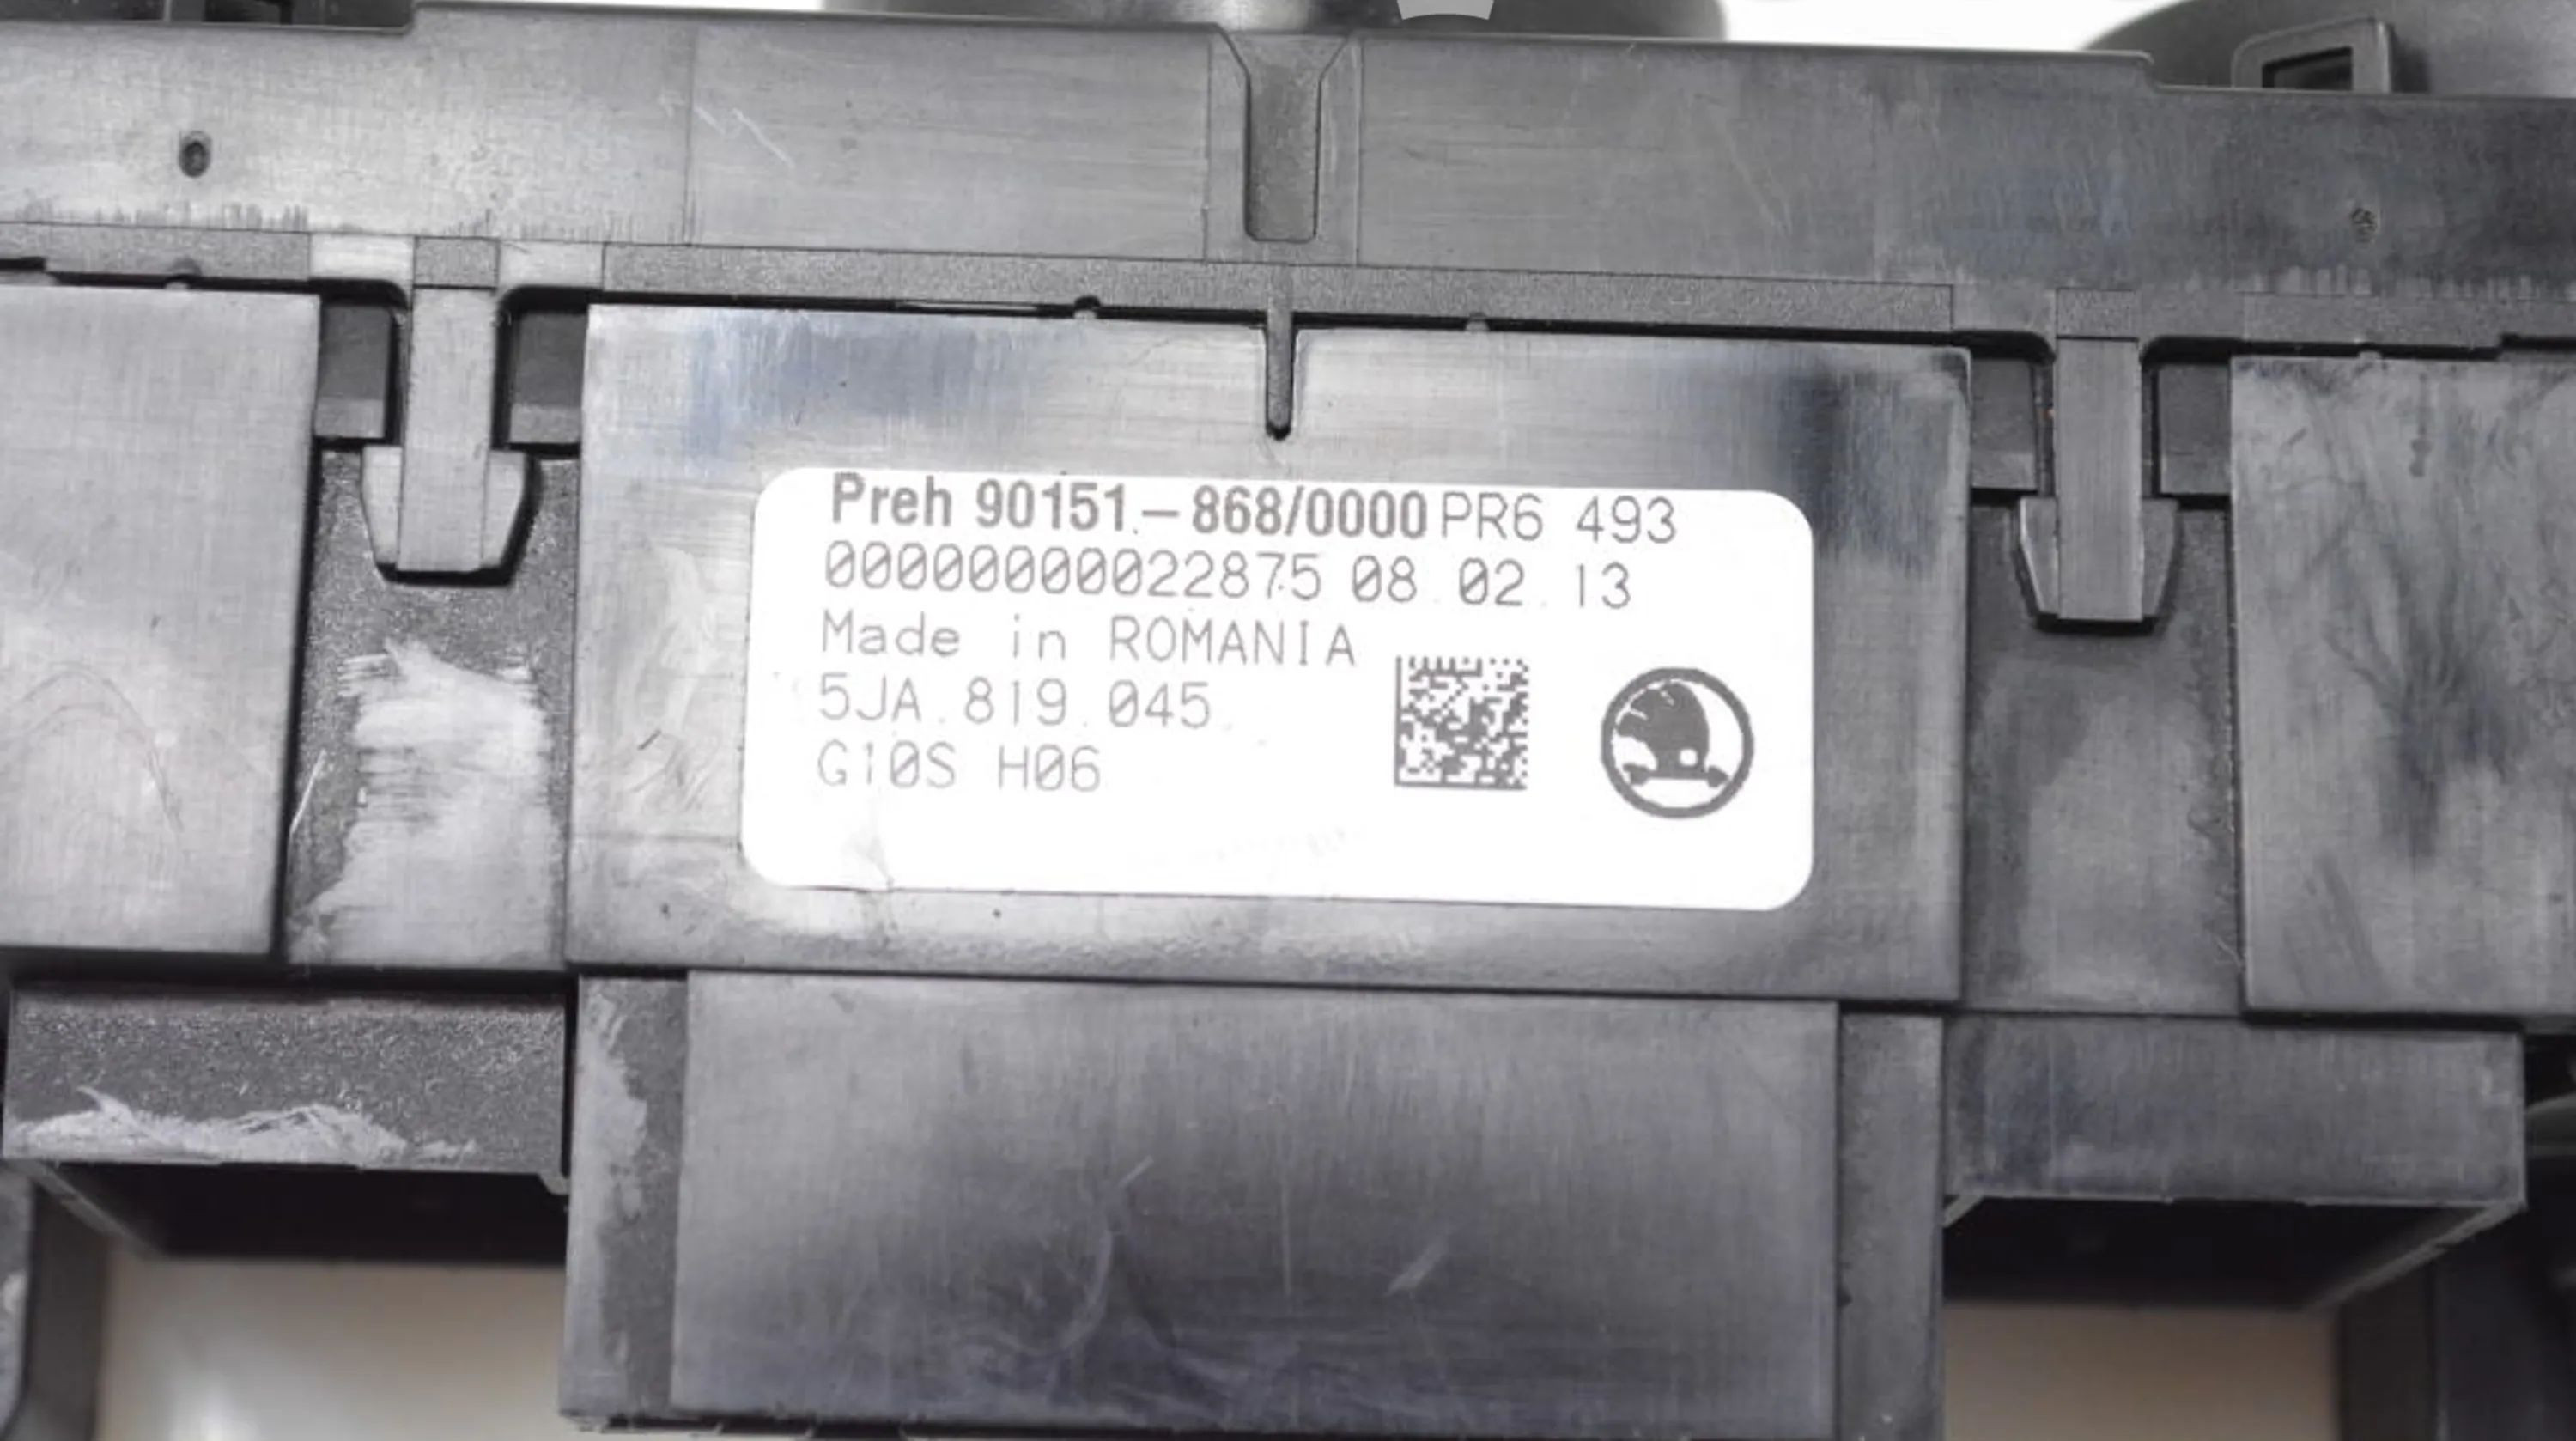 Preh 90151.-868/0000 PR6 493
00000000022875 08.02.13
Made in ROMANIA
5JA.819.045
G10S H06